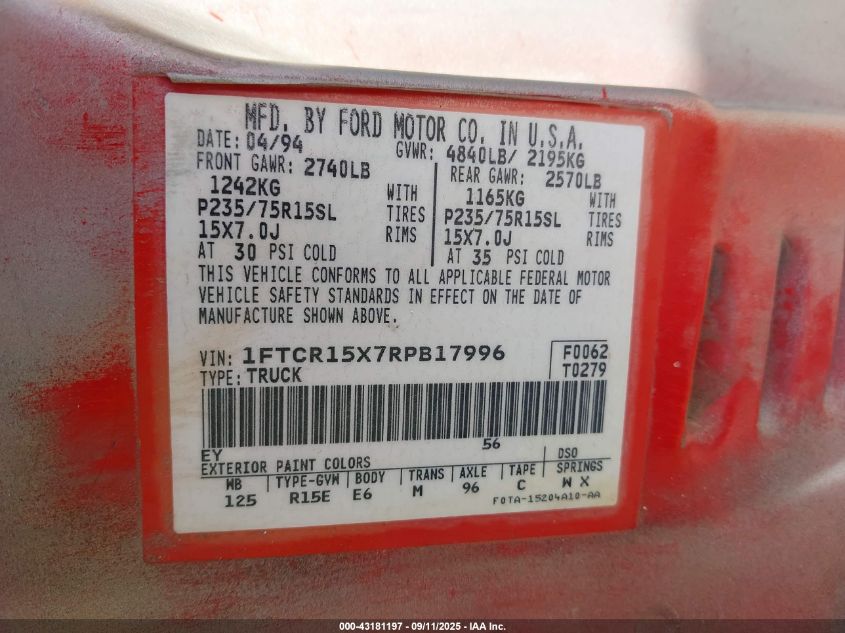 MFD. BY FORD MOTOR CO. IN U.S.A.
DATE: 04/94 GVWR: 4840LB/ 2195KG
FRONT GAWR: 2740LB REAR GAWR: 2570LB
1242KG WITH 1165KG WITH
P235/75R15SL TIRES P235/75R15SL TIRES
15X7.0J RIMS 15X7.0J RIMS
AT 30 PSI COLD AT 35 PSI COLD
THIS VEHICLE CONFORMS TO ALL APPLICABLE FEDERAL MOTOR
VEHICLE SAFETY STANDARDS IN EFFECT ON THE DATE OF
MANUFACTURE SHOWN ABOVE.
VIN: 1FTCR15X7RPB17996 F0062
TYPE: TRUCK T0279
EY 56
EXTERIOR PAINT COLORS DSO
WB TYPE-GVW BODY TRANS AXLE TAPE SPRINGS
125 R15E E6 M 96 C W X
F0TA-15204A10-AA
000-43181197 - 09/11/2025 - IAA Inc.